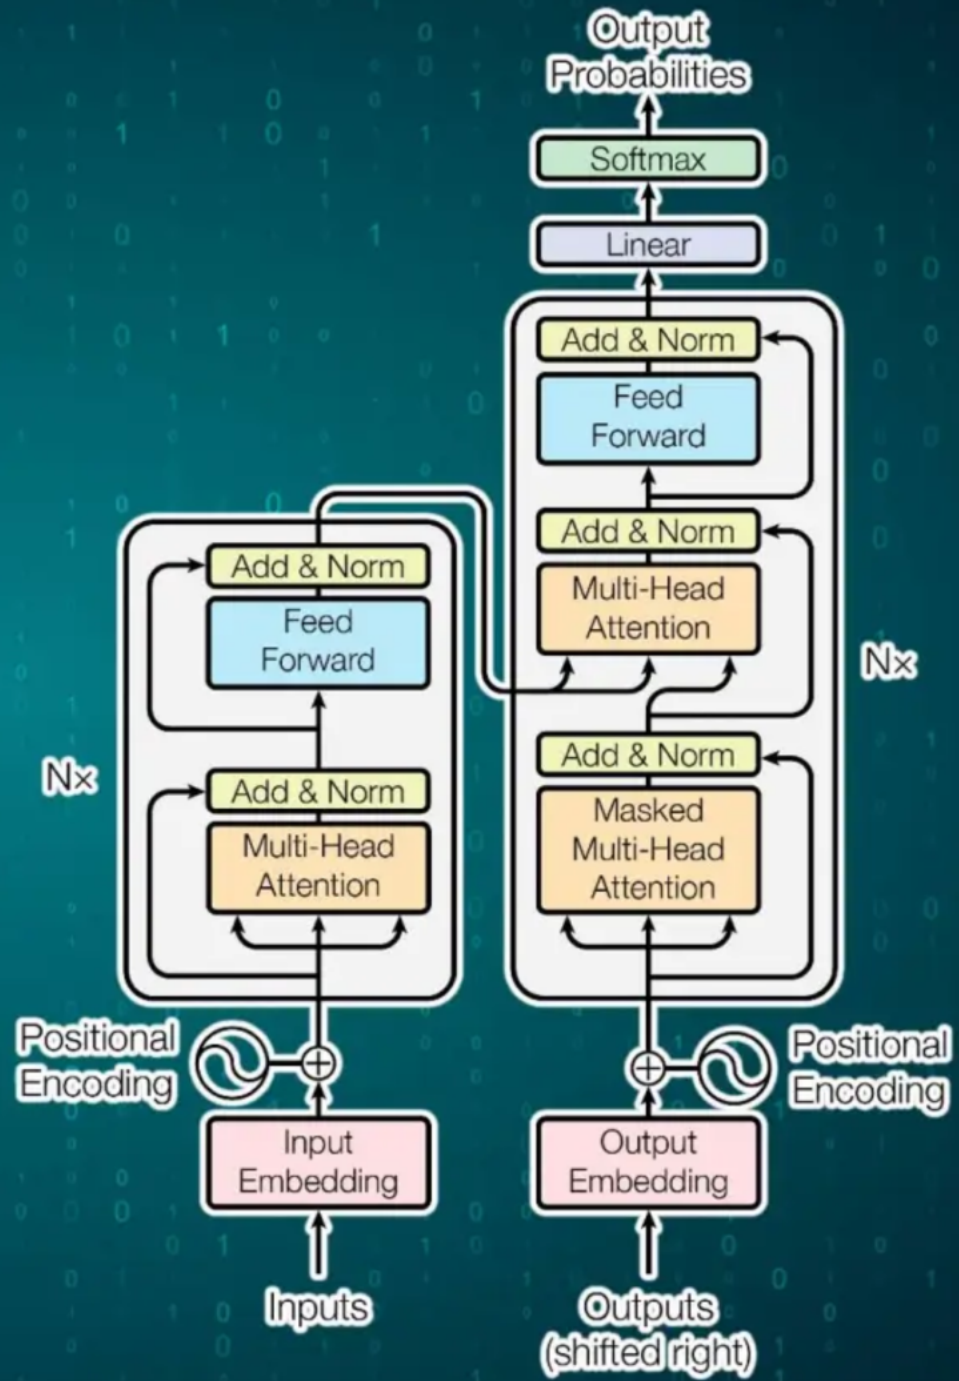 Output
Probabilities
Softmax
Linear
Add & Norm
Feed
Forward
Add & Norm
Multi-Head
Attention
Nx
Add & Norm
Masked
Multi-Head
Attention
Positional
Encoding
Output
Embedding
Outputs
(shifted right)
Add & Norm
Feed
Forward
Nx
Add & Norm
Multi-Head
Attention
Positional
Encoding
Input
Embedding
Inputs